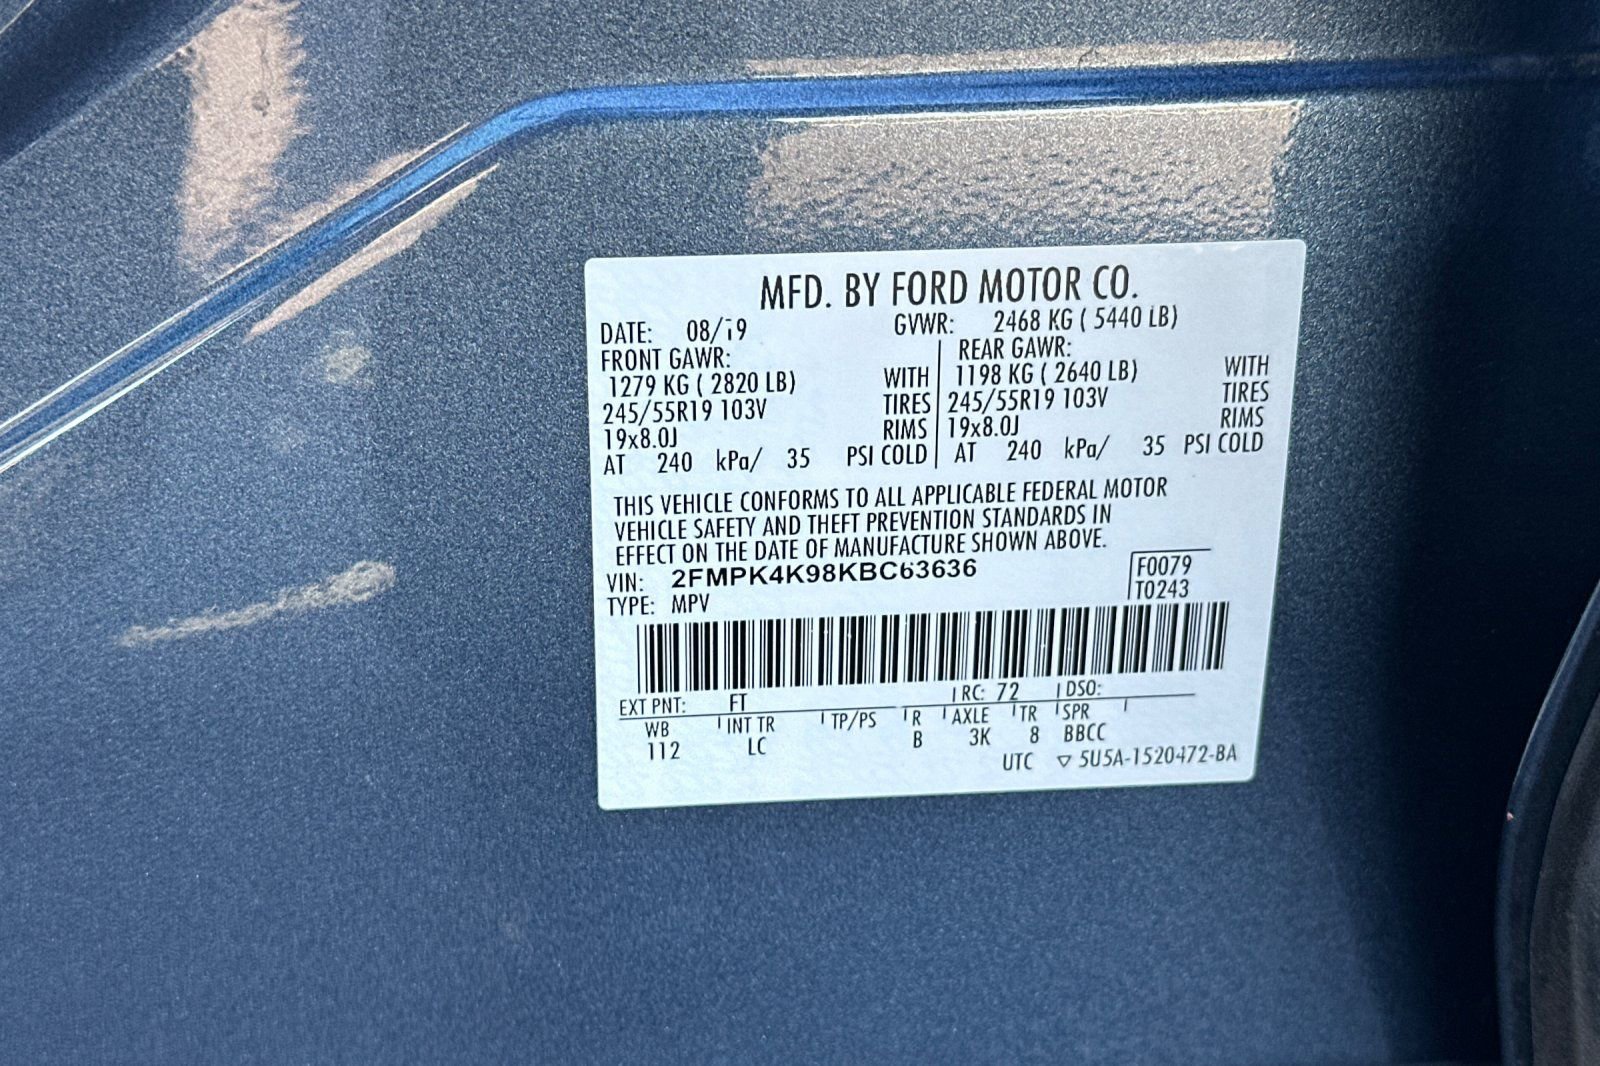 MFD. BY FORD MOTOR CO.
DATE: 08/19 GVWR: 2468 KG ( 5440 LB)
FRONT GAWR: REAR GAWR:
1279 KG ( 2820 LB) WITH 1198 KG ( 2640 LB) WITH
245/55R19 103V TIRES 245/55R19 103V TIRES
19x8.0J RIMS 19x8.0J RIMS
AT 240 kPa/ 35 PSI COLD AT 240 kPa/ 35 PSI COLD
THIS VEHICLE CONFORMS TO ALL APPLICABLE FEDERAL MOTOR
VEHICLE SAFETY AND THEFT PREVENTION STANDARDS IN
EFFECT ON THE DATE OF MANUFACTURE SHOWN ABOVE.
VIN: 2FMPK4K98KBC63636 F0079
TYPE: MPV T0243
EXT PNT: FT RC: 72 DSO:
WB INT TR TP/PS R AXLE TR SPR
112 LC B 3K 8 BBCC
UTC ▽ 5U5A-1520472-BA